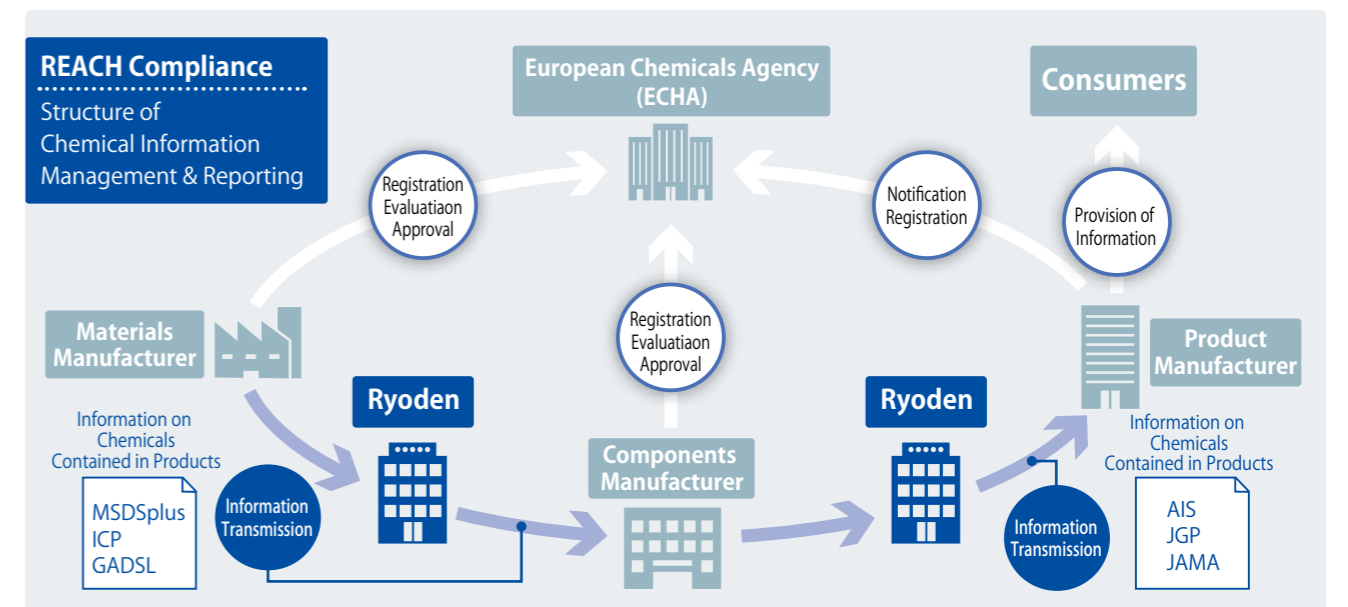 REACH Compliance
Structure of
Chemical Information
Management & Reporting
European Chemicals Agency
(ECHA)
Consumers
Registration
Evaluatiaon
Approval
Notification
Registration
Provision of
Information
Registration
Evaluatiaon
Approval
Materials
Manufacturer
Product
Manufacturer
Ryoden
Ryoden
Information on
Chemicals
Contained in Products
MSDSplus
ICP
GADSL
Information
Transmission
Components
Manufacturer
Information
Transmission
Information on
Chemicals
Contained in Products
AIS
JGP
JAMA